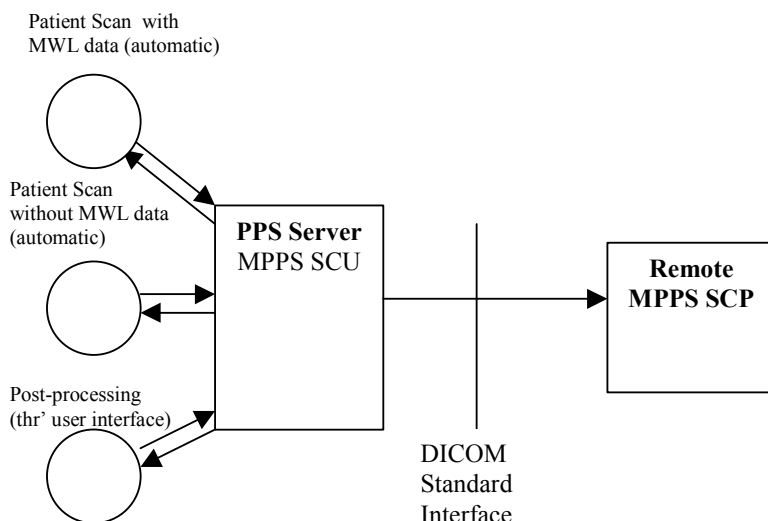 Patient Scan with
MWL data (automatic)
Patient Scan
without MWL data
(automatic)
Post-processing
(thr’ user interface)
PPS Server
MPPS SCU
DICOM
Standard
Interface
Remote
MPPS SCP